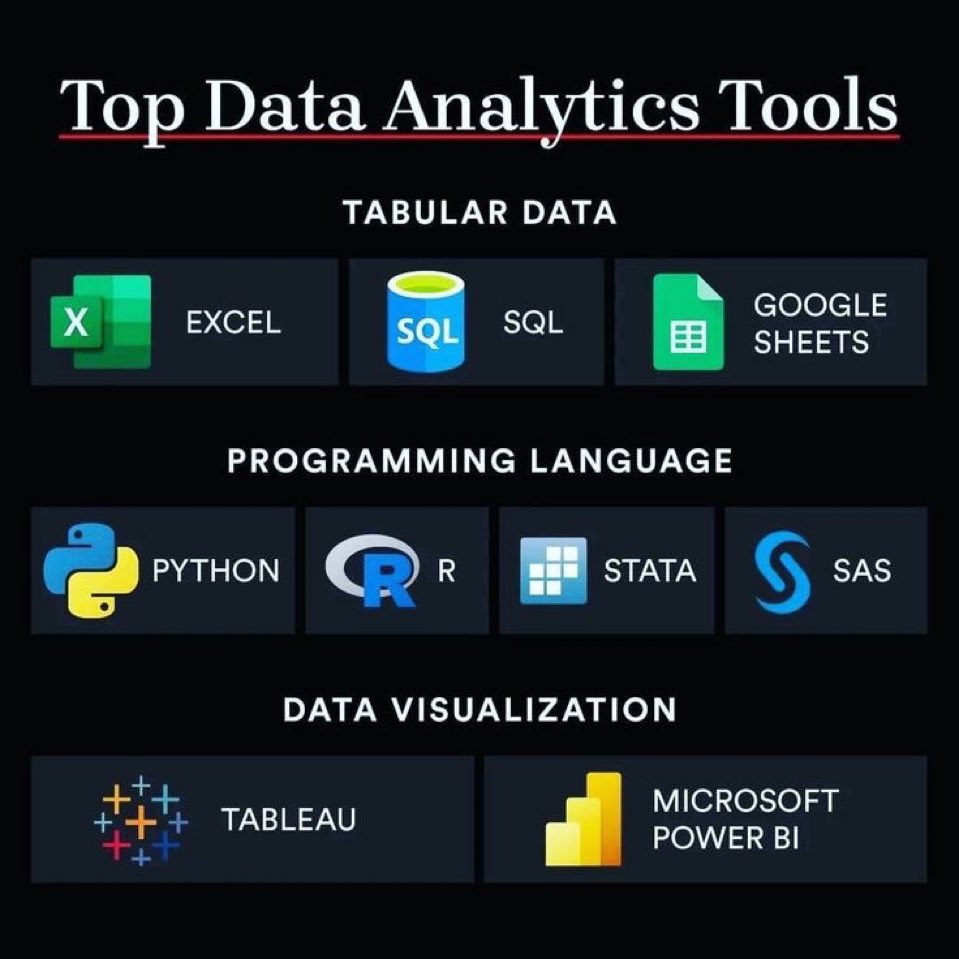 Top Data Analytics Tools
TABULAR DATA
X
EXCEL
SQL
SQL
GOOGLE
SHEETS
PROGRAMMING LANGUAGE
PYTHON
R
R
STATA
SAS
DATA VISUALIZATION
TABLEAU
MICROSOFT
POWER BI